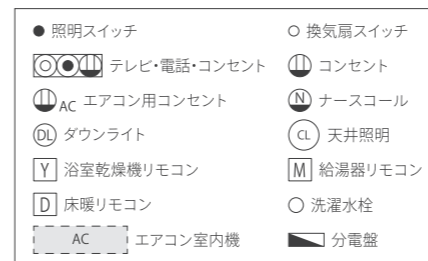 ● 照明スイッチ ○ 換気扇スイッチ
テレビ・電話・コンセント コンセント
AC エアコン用コンセント N ナースコール
DL ダウンライト CL 天井照明
Y 浴室乾燥機リモコン M 給湯器リモコン
D 床暖リモコン ○ 洗濯水栓
AC エアコン室内機 分電盤